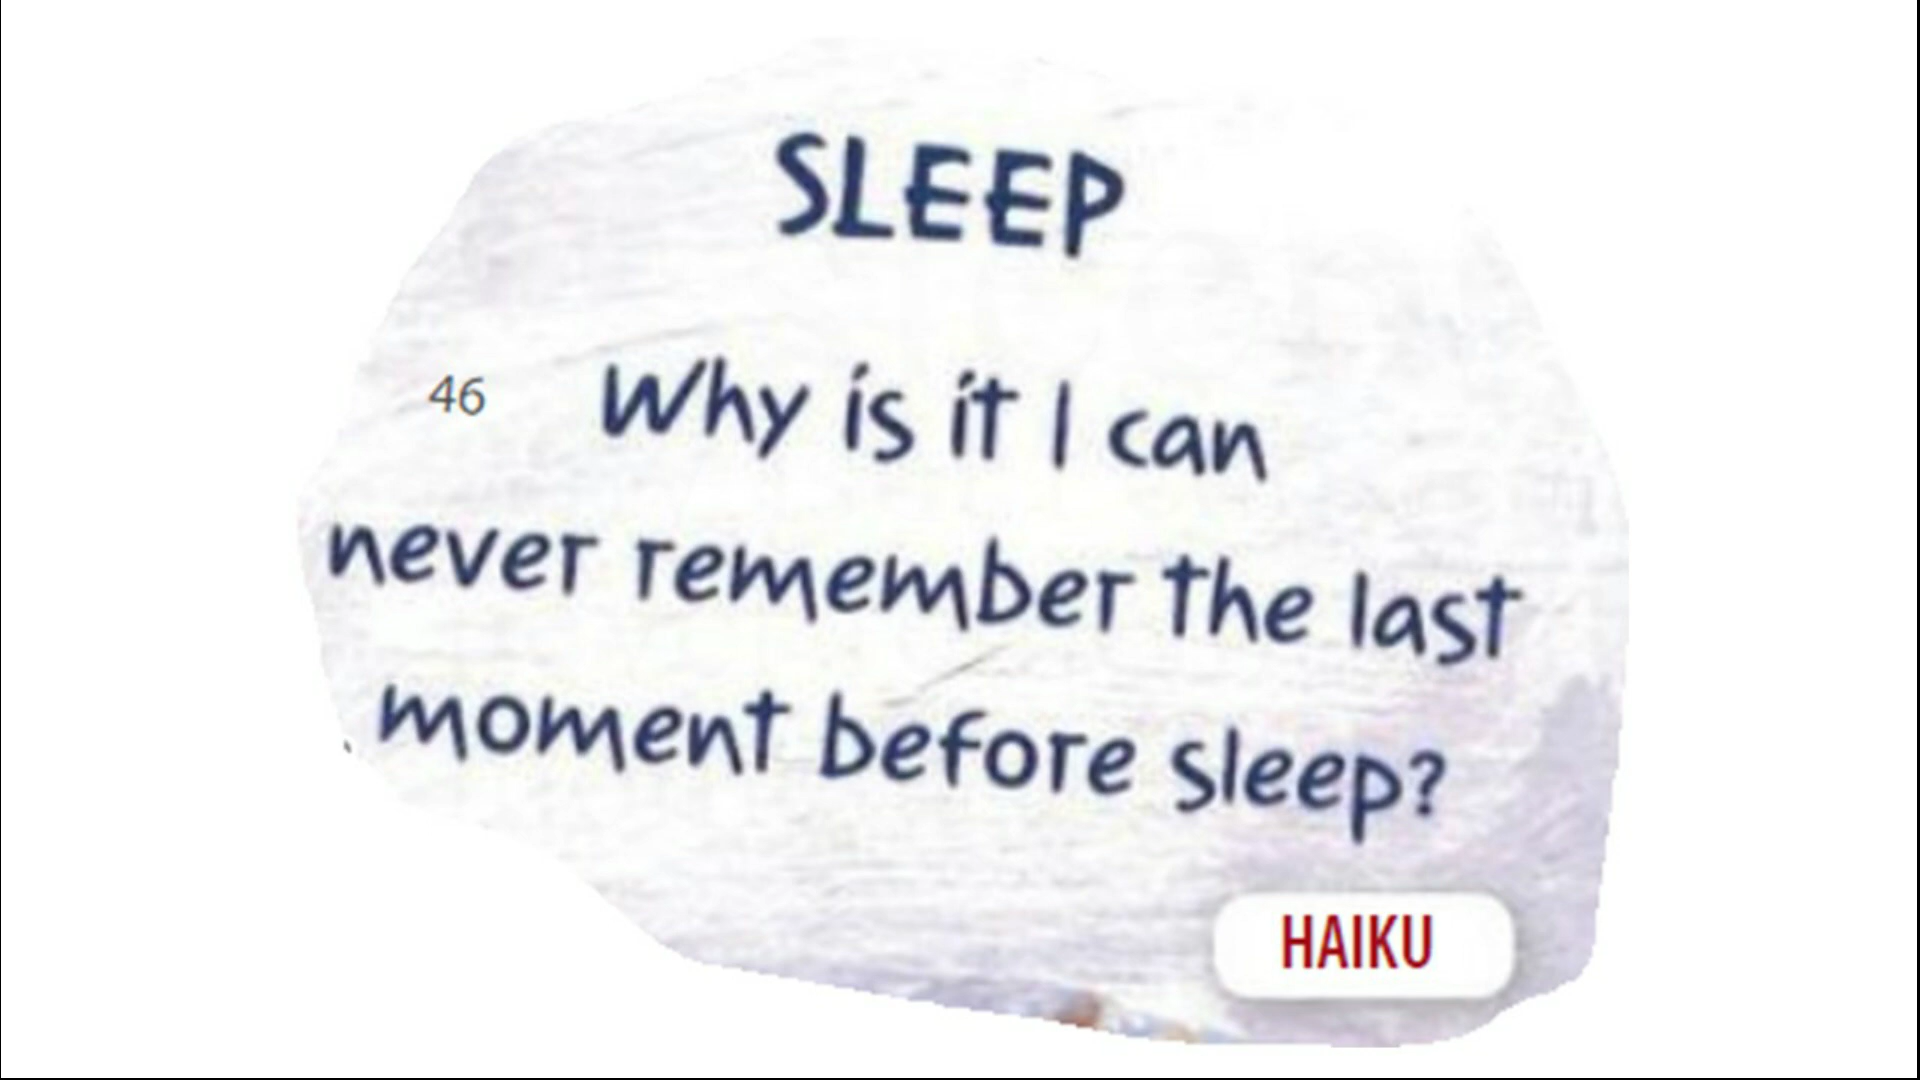 SLEEP
46 Why is it I can
never remember the last
moment before sleep?
HAIKU